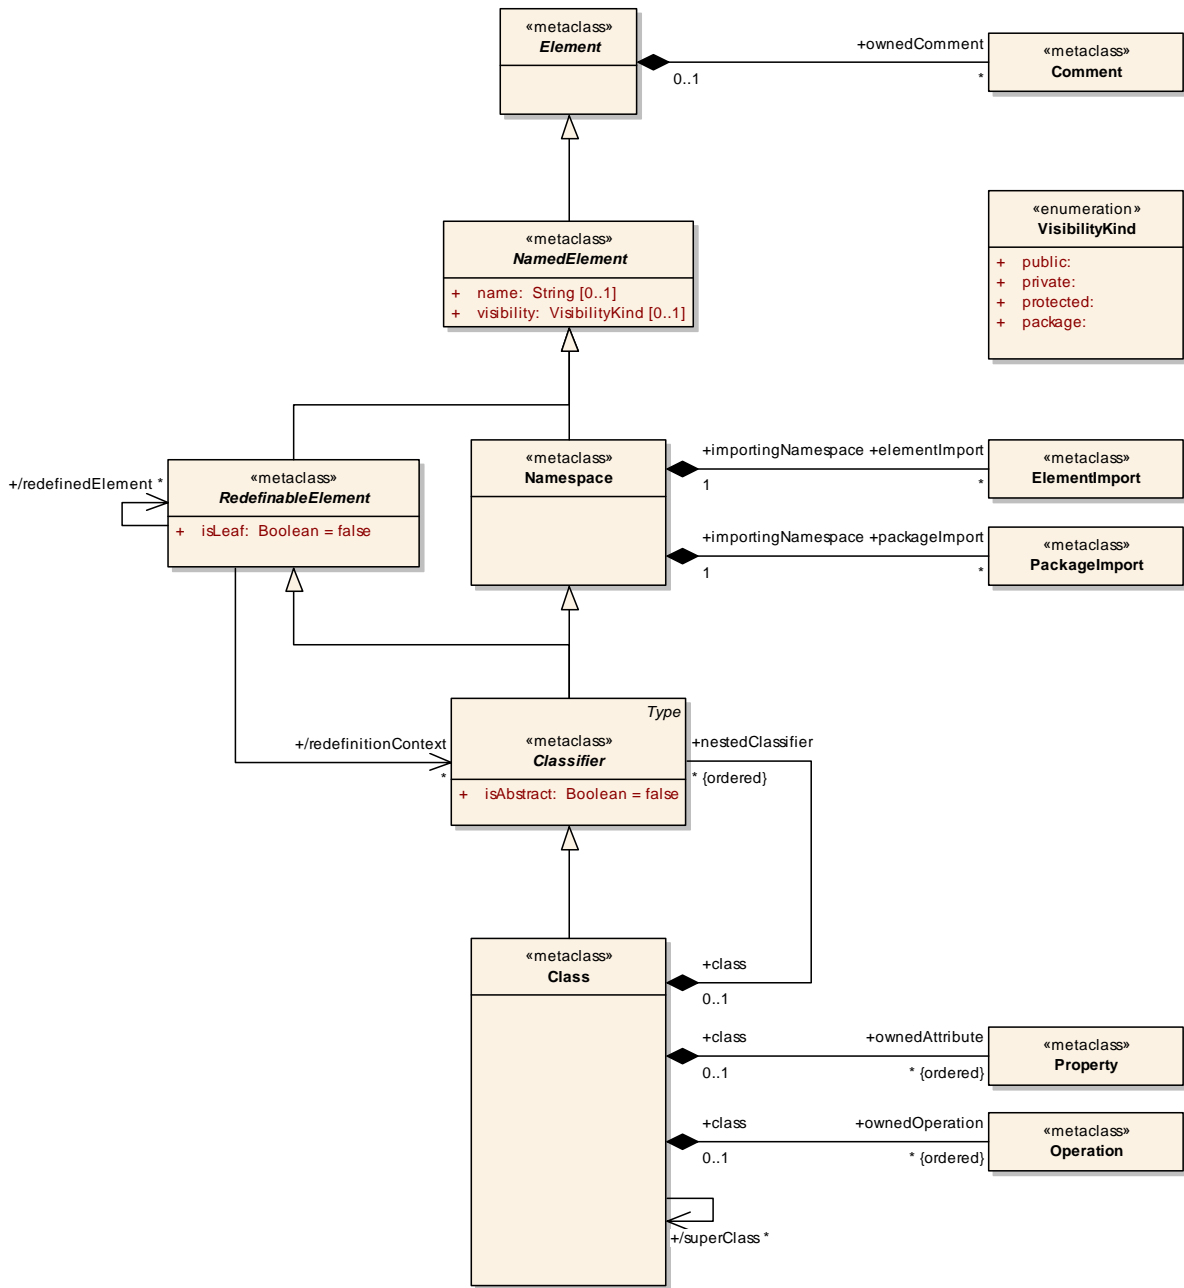 «metaclass»
Element
+ownedComment
0..1
*
«metaclass»
Comment
«metaclass»
NamedElement
+ name: String [0..1]
+ visibility: VisibilityKind [0..1]
«enumeration»
VisibilityKind
+ public:
+ private:
+ protected:
+ package:
+/redefinedElement *
«metaclass»
RedefinableElement
+ isLeaf: Boolean = false
«metaclass»
Namespace
+importingNamespace +elementImport
1
*
«metaclass»
ElementImport
+importingNamespace +packageImport
1
*
«metaclass»
PackageImport
+/redefinitionContext
*
Type
«metaclass»
Classifier
+ isAbstract: Boolean = false
+nestedClassifier
* {ordered}
«metaclass»
Class
+class
0..1
+class
0..1
+ownedAttribute
* {ordered}
«metaclass»
Property
+class
0..1
+ownedOperation
* {ordered}
«metaclass»
Operation
+/superClass *